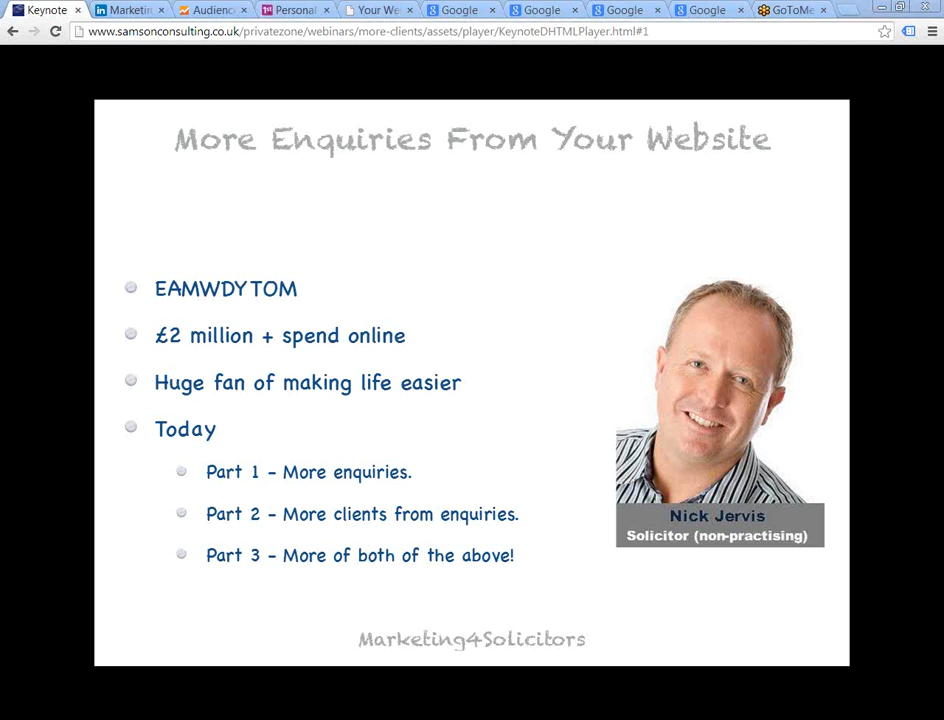 Keynote
Marketin
Audienc
Personal
Your We
Google
Google
Google
Google
GoToMe
www.samsonconsulting.co.uk/privatezone/webinars/more-clients/assets/player/KeynoteDHTMLPlayer.html#1
More Enquiries From Your Website
EAMWDYTOM
£2 million + spend online
Huge fan of making life easier
Today
Part 1 - More enquiries.
Part 2 - More clients from enquiries.
Part 3 - More of both of the above!
Nick Jervis
Solicitor (non-practising)
Marketing4Solicitors